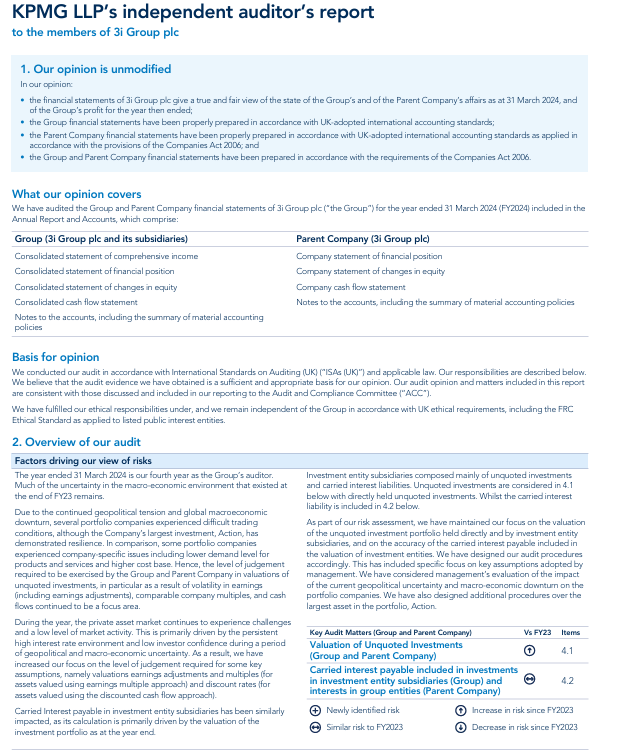 KPMG LLP’s independent auditor’s report
to the members of 3i Group plc
1. Our opinion is unmodified
In our opinion:
• the financial statements of 3i Group plc give a true and fair view of the state of the Group’s and of the Parent Company’s affairs as at 31 March 2024, and
of the Group’s profit for the year then ended;
• the Group financial statements have been properly prepared in accordance with UK-adopted international accounting standards;
• the Parent Company financial statements have been properly prepared in accordance with UK-adopted international accounting standards as applied in
accordance with the provisions of the Companies Act 2006; and
• the Group and Parent Company financial statements have been prepared in accordance with the requirements of the Companies Act 2006.
What our opinion covers
We have audited the Group and Parent Company financial statements of 3i Group plc (“the Group”) for the year ended 31 March 2024 (FY2024) included in the
Annual Report and Accounts, which comprise:
Group (3i Group plc and its subsidiaries)
Parent Company (3i Group plc)
Consolidated statement of comprehensive income
Company statement of financial position
Consolidated statement of financial position
Company statement of changes in equity
Consolidated statement of changes in equity
Company cash flow statement
Consolidated cash flow statement
Notes to the accounts, including the summary of material accounting policies
Notes to the accounts, including the summary of material accounting
policies
Basis for opinion
We conducted our audit in accordance with International Standards on Auditing (UK) (“ISAs (UK)”) and applicable law. Our responsibilities are described below.
We believe that the audit evidence we have obtained is a sufficient and appropriate basis for our opinion. Our audit opinion and matters included in this report
are consistent with those discussed and included in our reporting to the Audit and Compliance Committee (“ACC”).
We have fulfilled our ethical responsibilities under, and we remain independent of the Group in accordance with UK ethical requirements, including the FRC
Ethical Standard as applied to listed public interest entities.
2. Overview of our audit
Factors driving our view of risks
The year ended 31 March 2024 is our fourth year as the Group’s auditor.
Much of the uncertainty in the macro-economic environment that existed at
the end of FY23 remains.
Due to the continued geopolitical tension and global macroeconomic
downturn, several portfolio companies experienced difficult trading
conditions, although the Company’s largest investment, Action, has
demonstrated resilience. In comparison, some portfolio companies
experienced company-specific issues including lower demand level for
products and services and higher cost base. Hence, the level of judgement
required to be exercised by the Group and Parent Company in valuations of
unquoted investments, in particular as a result of volatility in earnings
(including earnings adjustments), comparable company multiples, and cash
flows continued to be a focus area.
During the year, the private asset market continues to experience challenges
and a low level of market activity. This is primarily driven by the persistent
high interest rate environment and low investor confidence during a period
of geopolitical and macro-economic uncertainty. As a result, we have
increased our focus on the level of judgement required for some key
assumptions, namely valuations earnings adjustments and multiples (for
assets valued using earnings multiple approach) and discount rates (for
assets valued using the discounted cash flow approach).
Carried Interest payable in investment entity subsidiaries has been similarly
impacted, as its calculation is primarily driven by the valuation of the
investment portfolio as at the year end.
Investment entity subsidiaries composed mainly of unquoted investments
and carried interest liabilities. Unquoted investments are considered in 4.1
below with directly held unquoted investments. Whilst the carried interest
liability is included in 4.2 below.
As part of our risk assessment, we have maintained our focus on the valuation
of the unquoted investment portfolio held directly and by investment entity
subsidiaries, and on the accuracy of the carried interest payable included in
the valuation of investment entities. We have designed our audit procedures
accordingly. This has included specific focus on key assumptions adopted by
management. We have considered management’s evaluation of the impact
of the current geopolitical uncertainty and macro-economic downturn on the
portfolio companies. We have also designed additional procedures over the
largest asset in the portfolio, Action.
Key Audit Matters (Group and Parent Company)
Vs FY23
Items
Valuation of Unquoted Investments
(Group and Parent Company)
4.1
Carried interest payable included in investments
in investment entity subsidiaries (Group) and
interests in group entities (Parent Company)
4.2
Newly identified risk
Increase in risk since FY2023
Similar risk to FY2023
Decrease in risk since FY2023